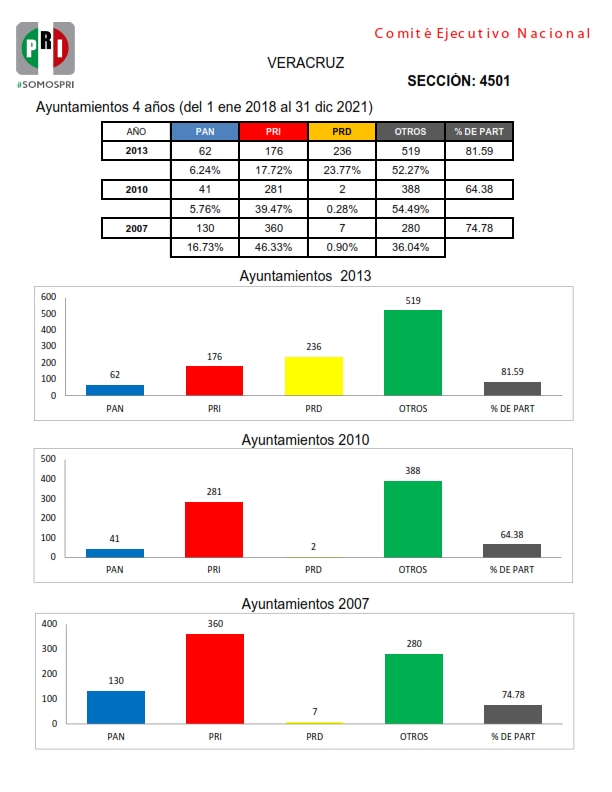 Comité Ejecutivo Nacional
PRI
#SOMOSPRI
VERACRUZ
SECCIÓN: 4501
Ayuntamientos 4 años (del 1 ene 2018 al 31 dic 2021)
AÑO PAN PRI PRD OTROS % DE PART
2013 62 176 236 519 81.59
6.24% 17.72% 23.77% 52.27%
2010 41 281 2 388 64.38
5.76% 39.47% 0.28% 54.49%
2007 130 360 7 280 74.78
16.73% 46.33% 0.90% 36.04%
Ayuntamientos 2013
600
500
400
300
200
100
0
62 176 236 519 81.59
PAN PRI PRD OTROS % DE PART
Ayuntamientos 2010
500
400
300
200
100
0
41 281 2 388 64.38
PAN PRI PRD OTROS % DE PART
Ayuntamientos 2007
400
300
200
100
0
130 360 7 280 74.78
PAN PRI PRD OTROS % DE PART